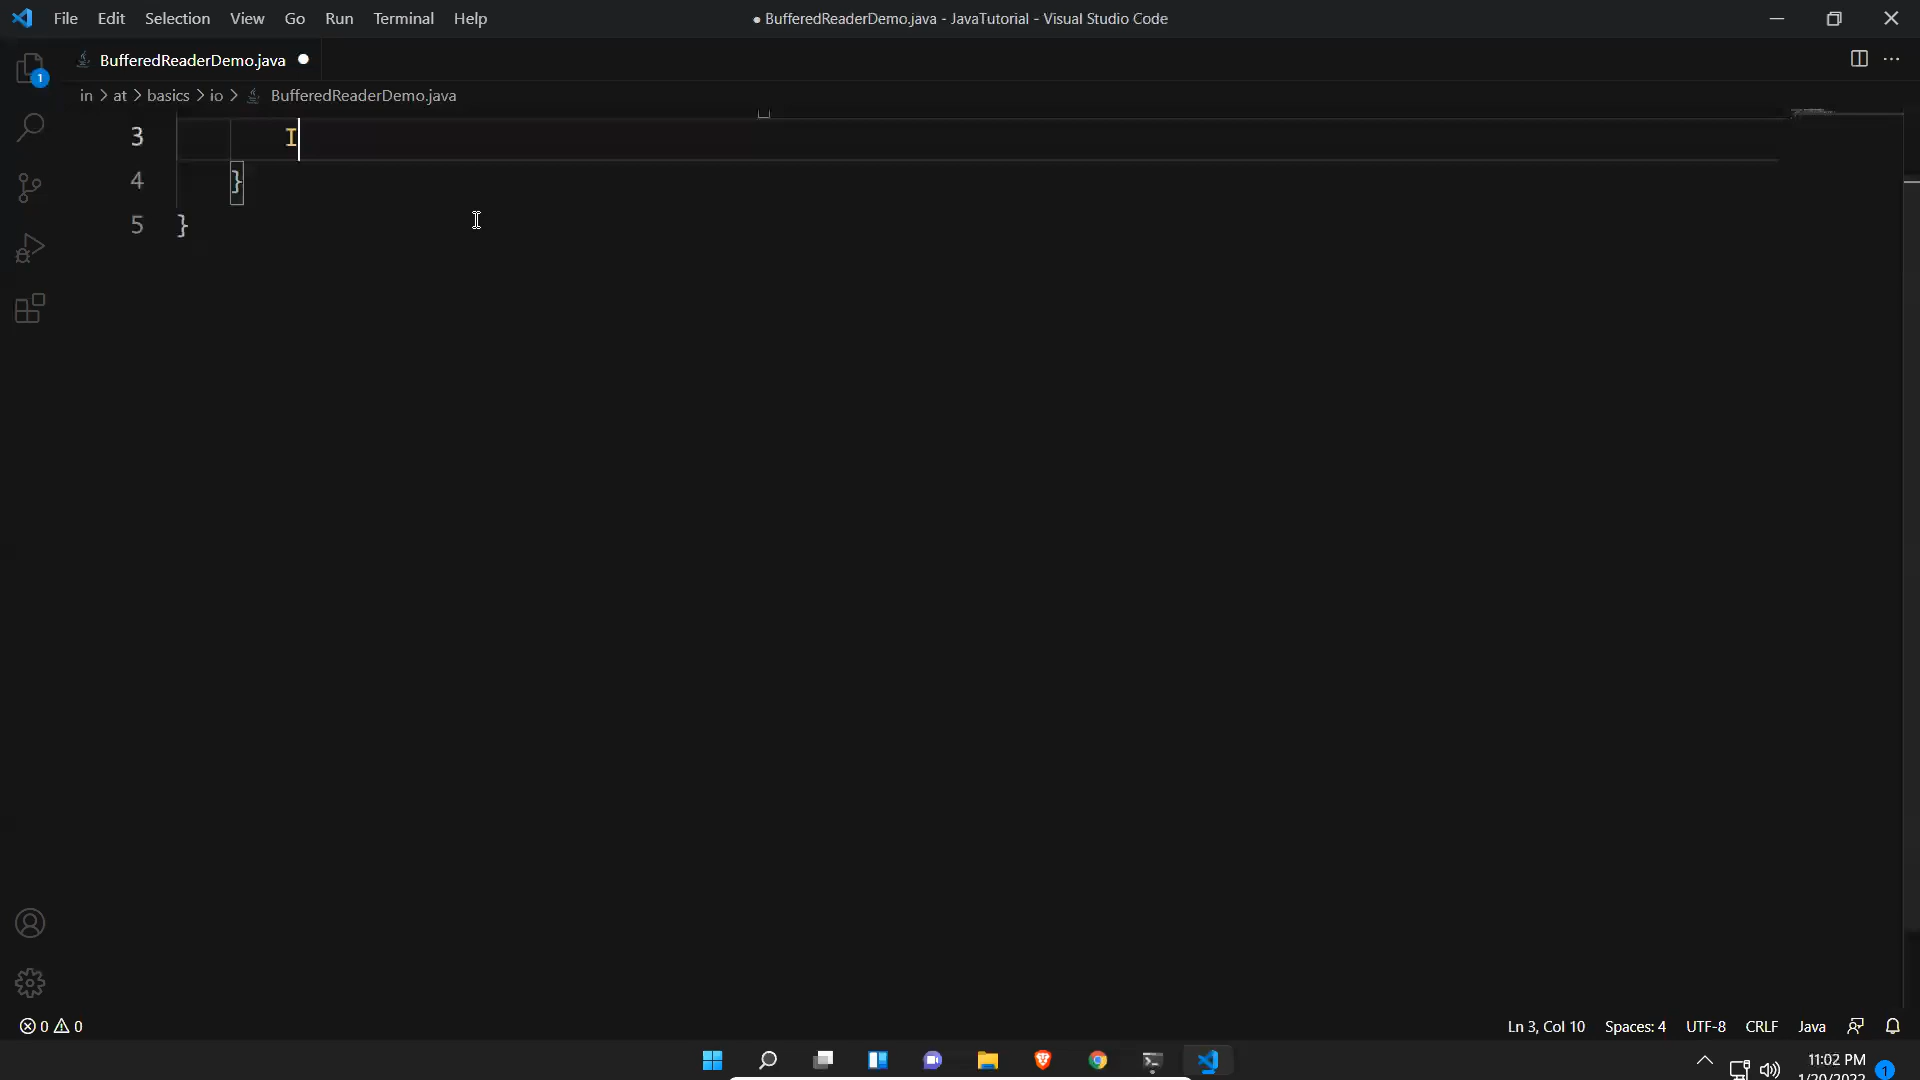 File Edit Selection View Go Run Terminal Help
● BufferedReaderDemo.java - JavaTutorial - Visual Studio Code
BufferedReaderDemo.java
1
in > at > basics > io > BufferedReaderDemo.java
3 I
4 }
5 }
0 0
Ln 3, Col 10 Spaces: 4 UTF-8 CRLF Java
11:02 PM
1